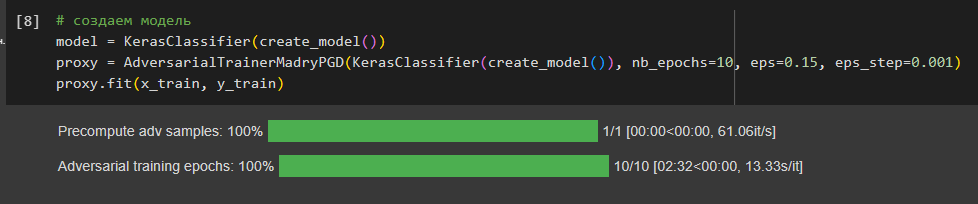 [8] # создаем модель
model = KerasClassifier(create_model())
proxy = AdversarialTrainerMadryPGD(KerasClassifier(create_model()), nb_epochs=10, eps=0.15, eps_step=0.001)
proxy.fit(x_train, y_train)
Precompute adv samples: 100% 1/1 [00:00<00:00, 61.06it/s]
Adversarial training epochs: 100% 10/10 [02:32<00:00, 13.33s/it]